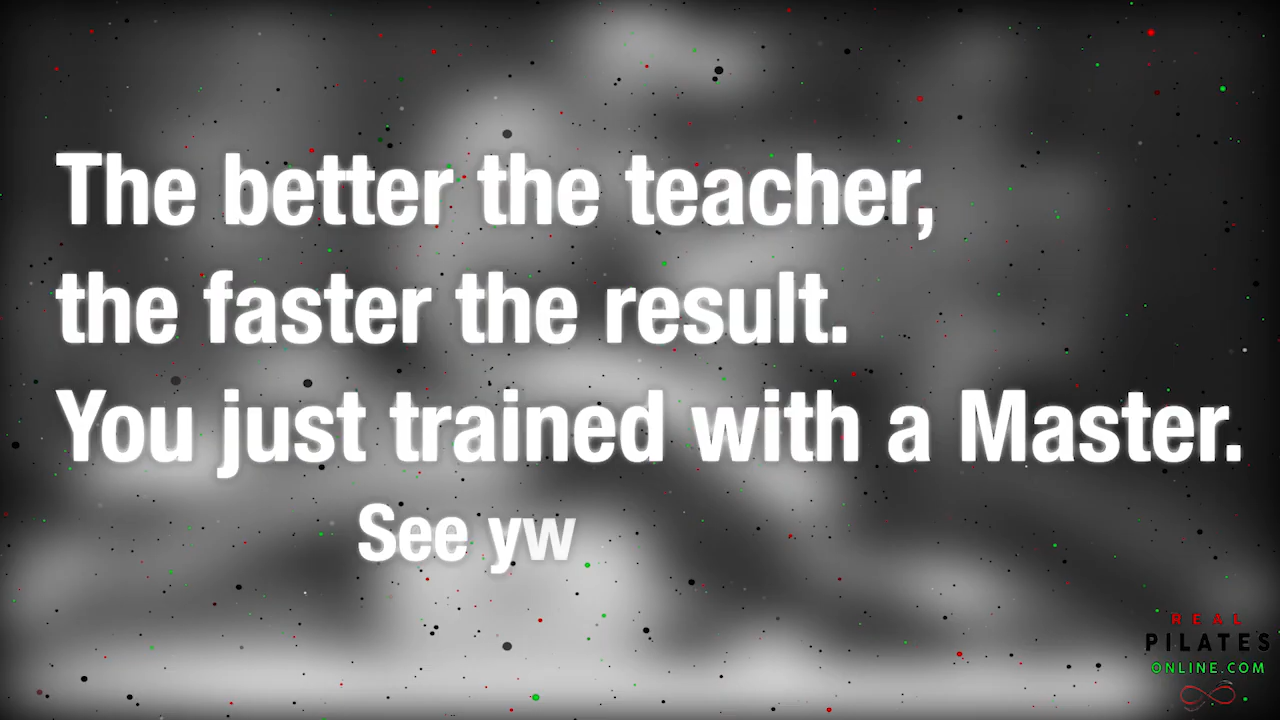 The better the teacher,
the faster the result.
You just trained with a Master.
See yw
REAL
PILATES
ONLINE.COM